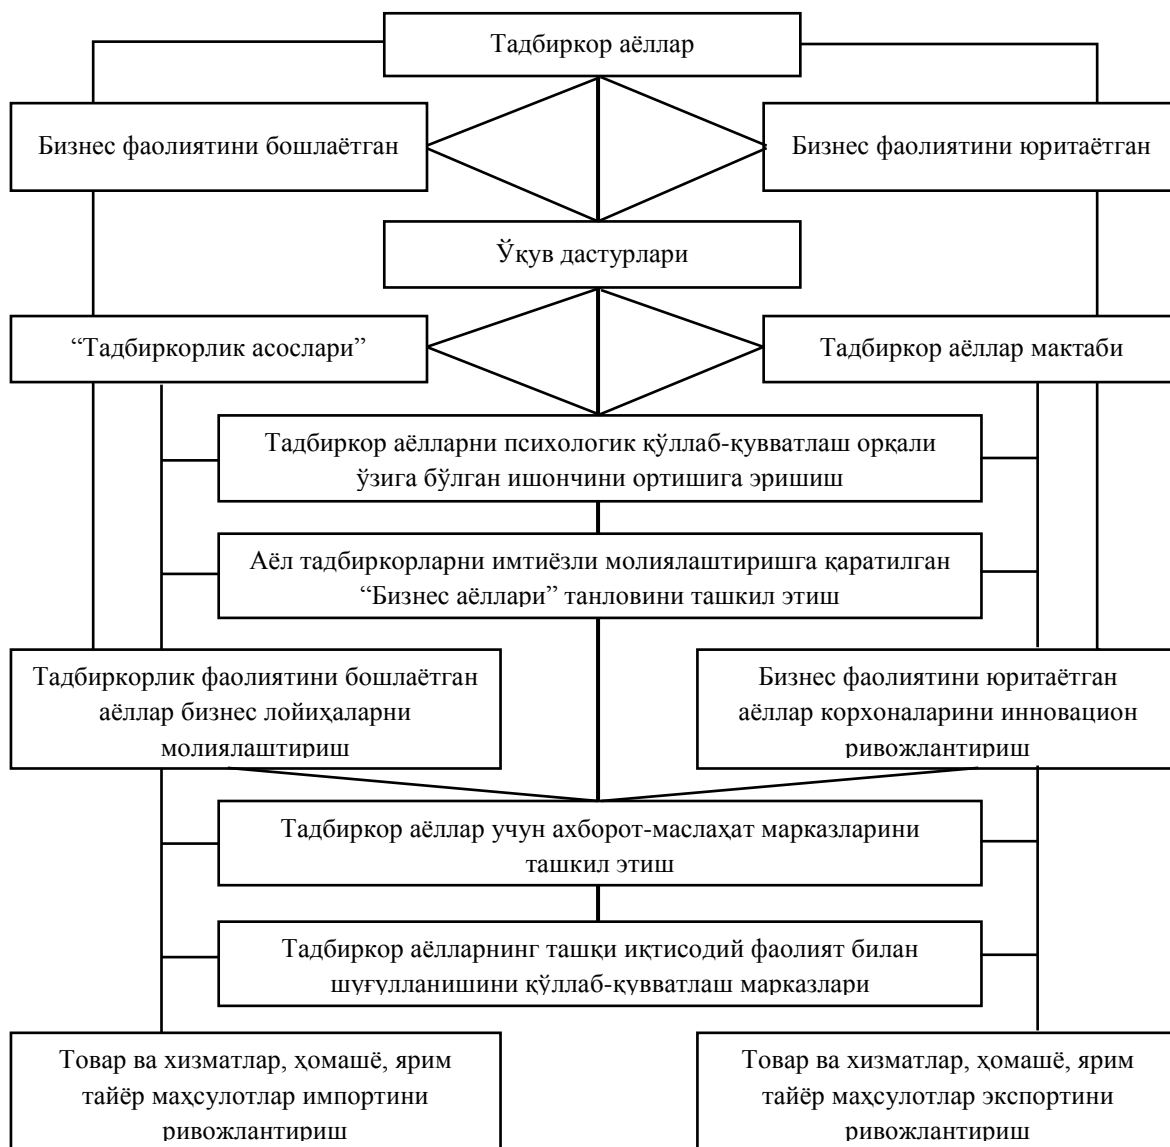 Тадбиркор аёллар
Бизнес фаолиятини бошлаётган
Бизнес фаолиятини юритаётган
Ўқув дастурлари
“Тадбиркорлик асослари”
Тадбиркор аёллар мактаби
Тадбиркор аёлларни психологик қўллаб-қувватлаш орқали
ўзига бўлган ишончини ортишига эришиш
Аёл тадбиркорларни имтиёзли молиялаштиришга қаратилган
“Бизнес аёллари” танловини ташкил этиш
Тадбиркорлик фаолиятини бошлаётган
аёллар бизнес лойиҳаларни
молиялаштириш
Бизнес фаолиятини юритаётган
аёллар корхоналарини инновацион
ривожлантириш
Тадбиркор аёллар учун ахборот-маслаҳат марказларини
ташкил этиш
Тадбиркор аёлларнинг ташқи иқтисодий фаолият билан
шуғулланишини қўллаб-қувватлаш марказлари
Товар ва хизматлар, ҳомашё, ярим
тайёр маҳсулотлар импортини
ривожлантириш
Товар ва хизматлар, ҳомашё, ярим
тайёр маҳсулотлар экспортини
ривожлантириш